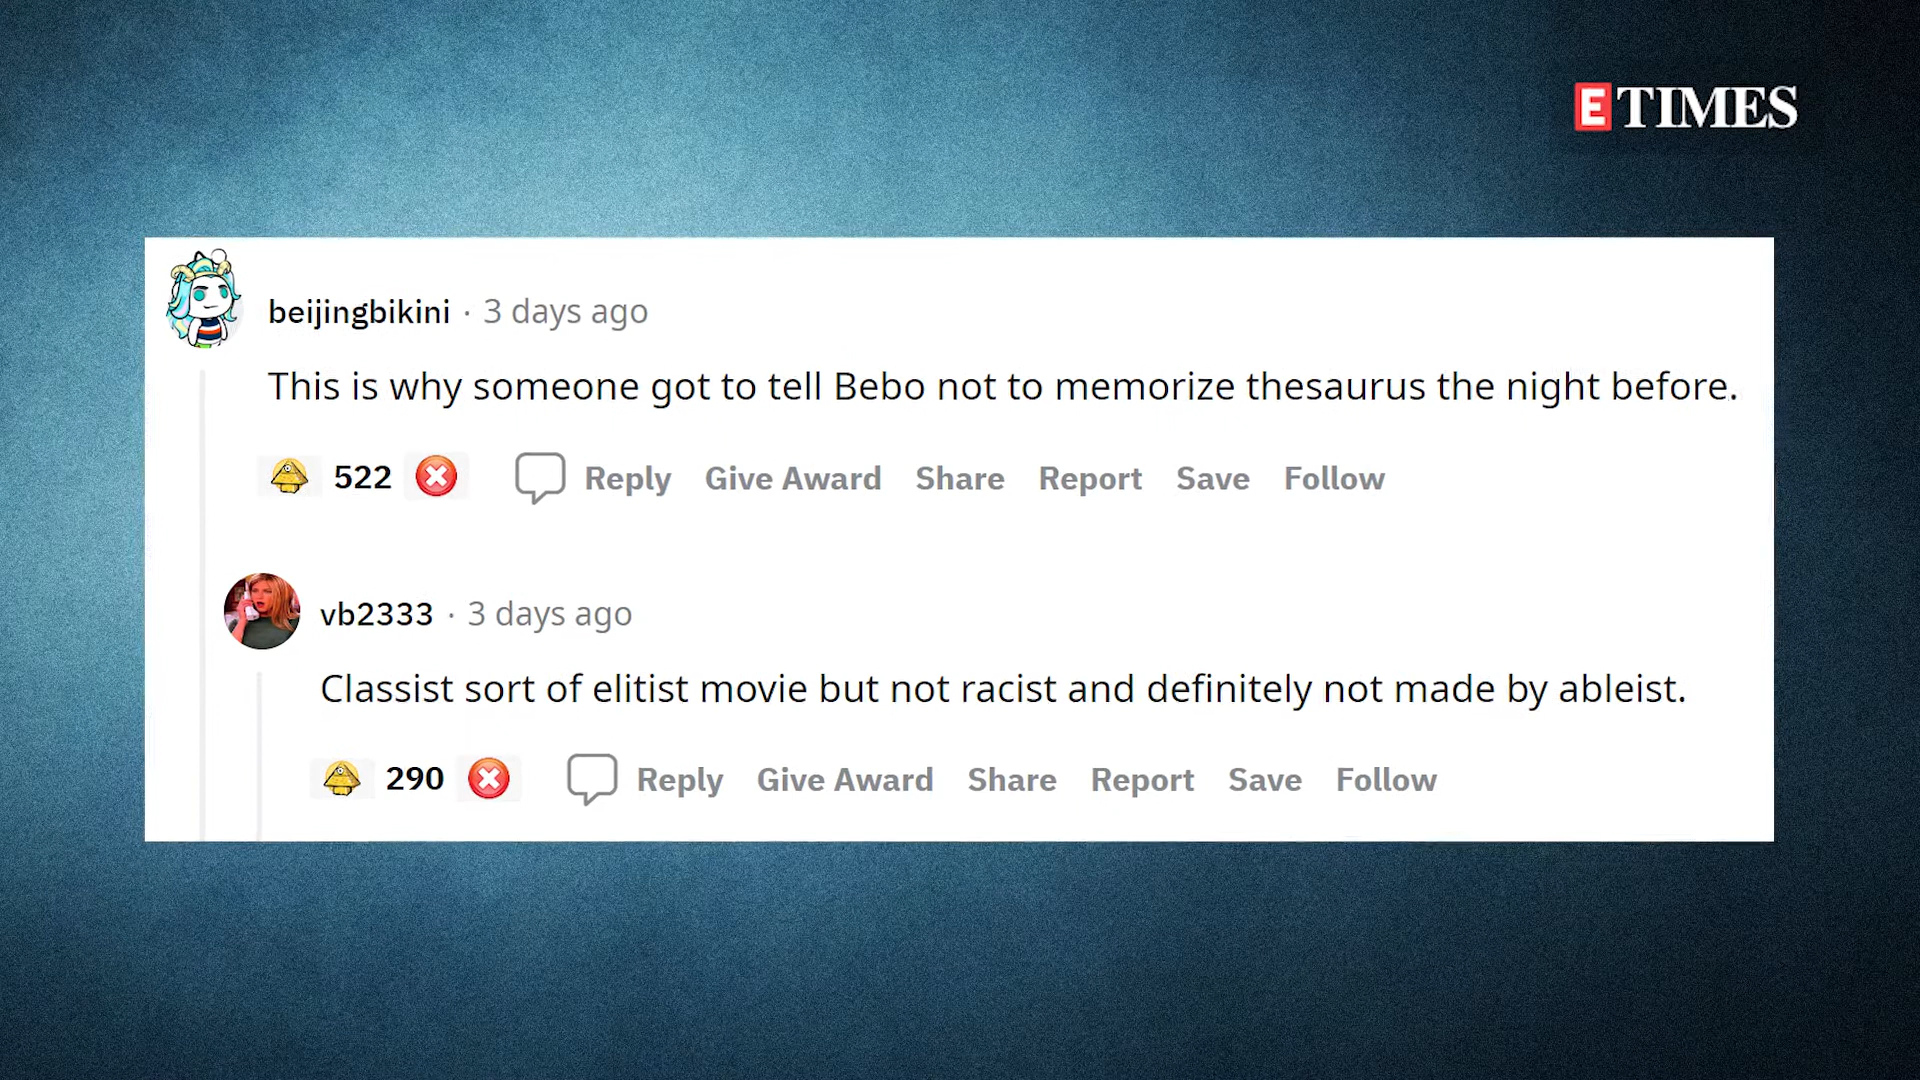 E TIMES
beijingbikini · 3 days ago
This is why someone got to tell Bebo not to memorize thesaurus the night before.
522 Reply Give Award Share Report Save Follow
vb2333 · 3 days ago
Classist sort of elitist movie but not racist and definitely not made by ableist.
290 Reply Give Award Share Report Save Follow